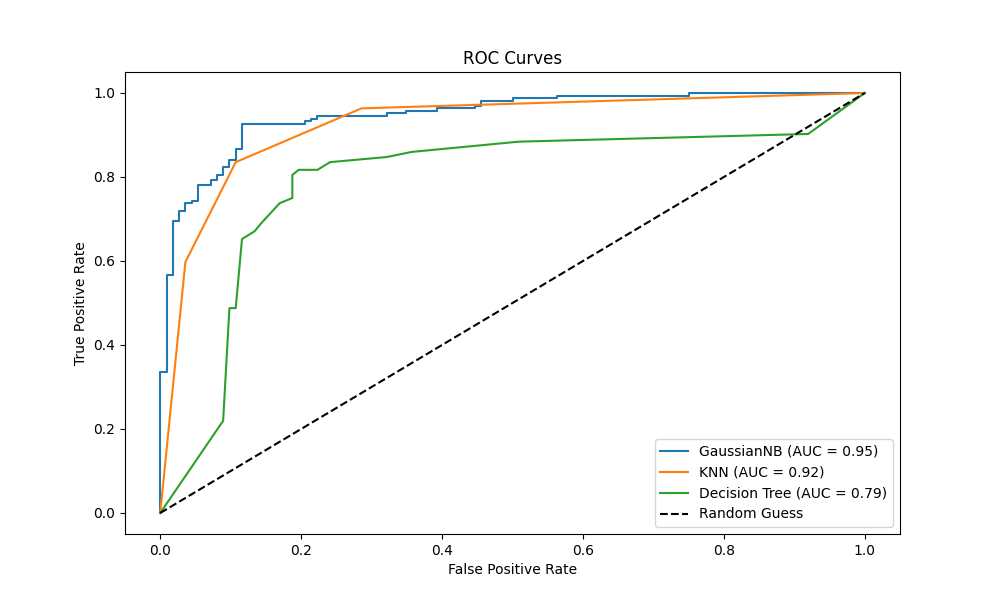 ROC Curves
True Positive Rate
1.0
0.8
0.6
0.4
0.2
0.0
0.0 0.2 0.4 0.6 0.8 1.0
False Positive Rate
GaussianNB (AUC = 0.95)
KNN (AUC = 0.92)
Decision Tree (AUC = 0.79)
Random Guess